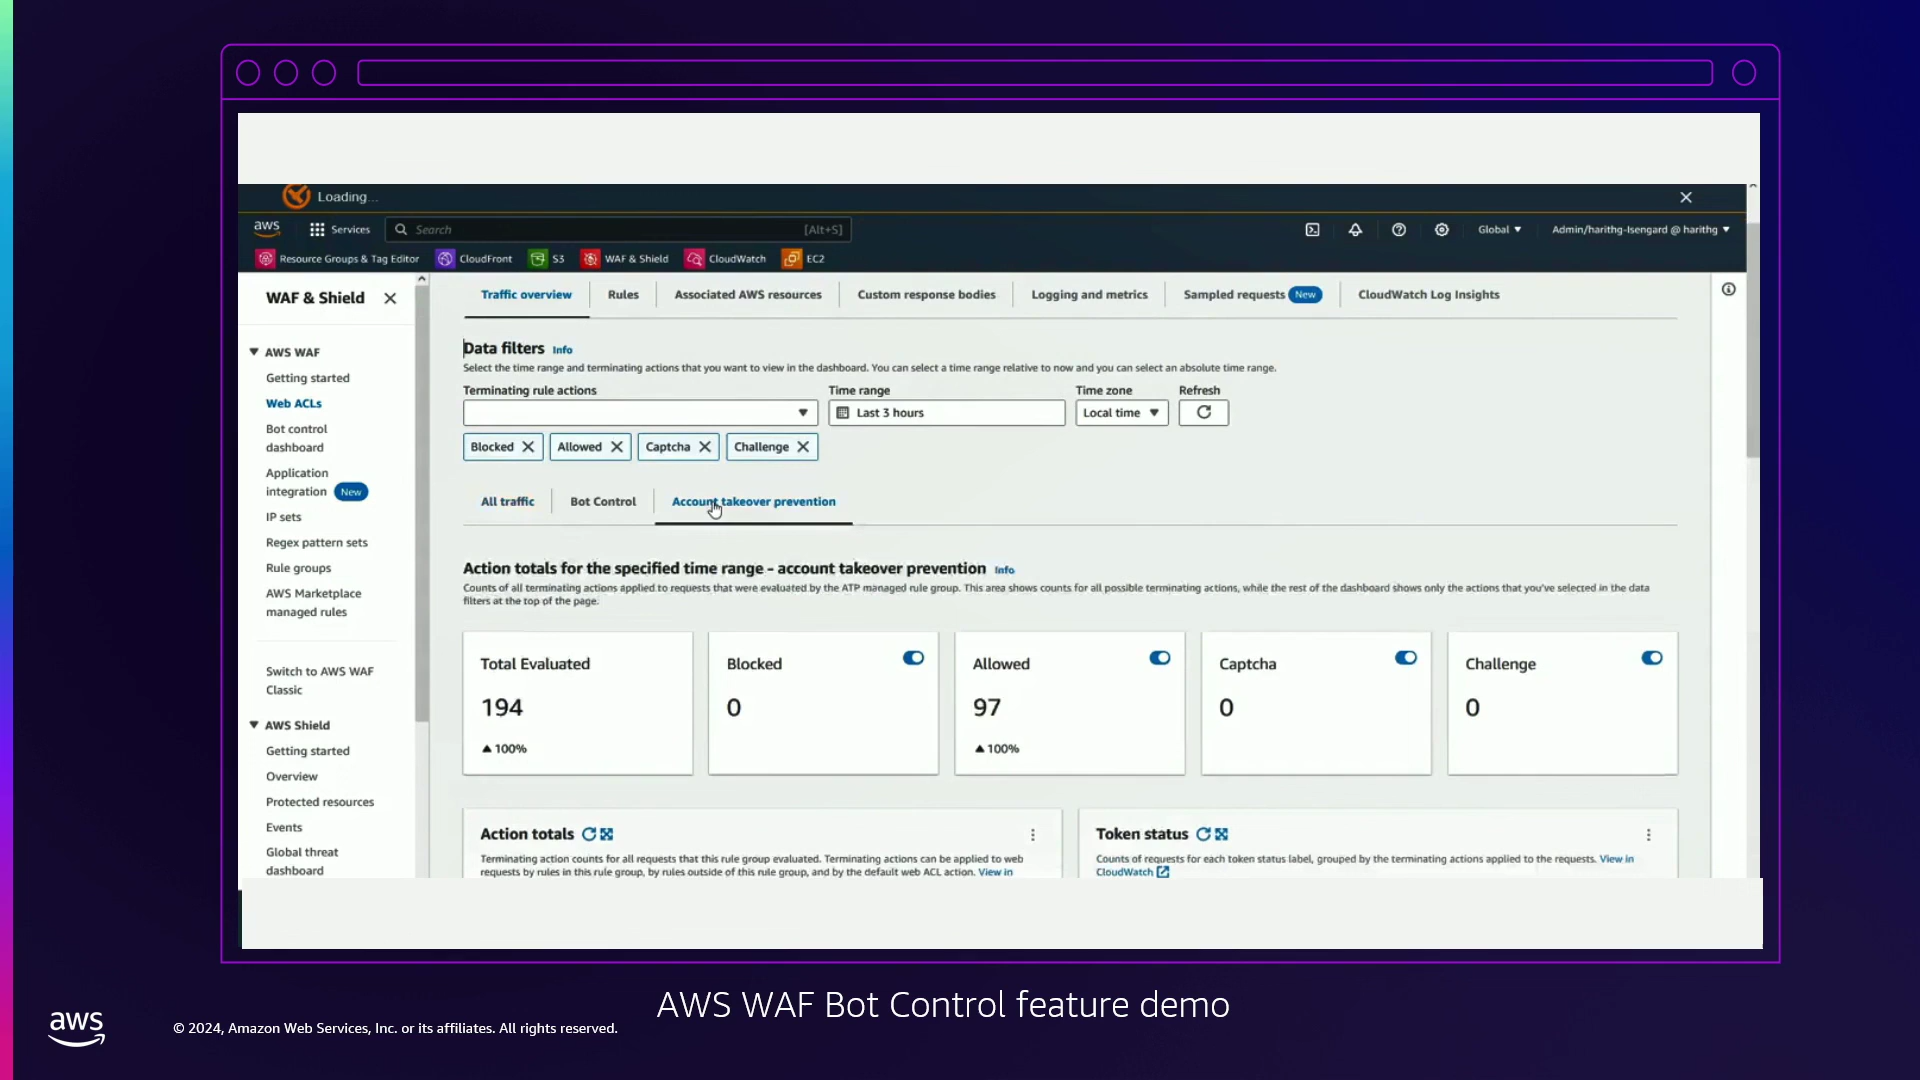 Loading...
aws
Services
Search
[Alt+S]
Global
Admin/harithg-Isengard @ harithg
Resource Groups & Tag Editor
CloudFront
S3
WAF & Shield
CloudWatch
EC2
WAF & Shield
AWS WAF
Getting started
Web ACLs
Bot control
dashboard
Application
integration New
IP sets
Regex pattern sets
Rule groups
AWS Marketplace
managed rules
Switch to AWS WAF
Classic
AWS Shield
Getting started
Overview
Protected resources
Events
Global threat
dashboard
Traffic overview
Rules
Associated AWS resources
Custom response bodies
Logging and metrics
Sampled requests New
CloudWatch Log Insights
Data filters Info
Select the time range and terminating actions that you want to view in the dashboard. You can select a time range relative to now and you can select an absolute time range.
Terminating rule actions
Time range
Time zone
Refresh
Last 3 hours
Local time
Blocked
Allowed
Captcha
Challenge
All traffic
Bot Control
Account takeover prevention
Action totals for the specified time range - account takeover prevention Info
Counts of all terminating actions applied to requests that were evaluated by the ATP managed rule group. This area shows counts for all possible terminating actions, while the rest of the dashboard shows only the actions that you've selected in the data
filters at the top of the page.
Total Evaluated
194
100%
Blocked
0
Allowed
97
100%
Captcha
0
Challenge
0
Action totals
Terminating action counts for all requests that this rule group evaluated. Terminating actions can be applied to web
requests by rules in this rule group, by rules outside of this rule group, and by the default web ACL action. View in
Token status
Counts of requests for each token status label, grouped by the terminating actions applied to the requests. View in
CloudWatch
AWS WAF Bot Control feature demo
aws
© 2024, Amazon Web Services, Inc. or its affiliates. All rights reserved.